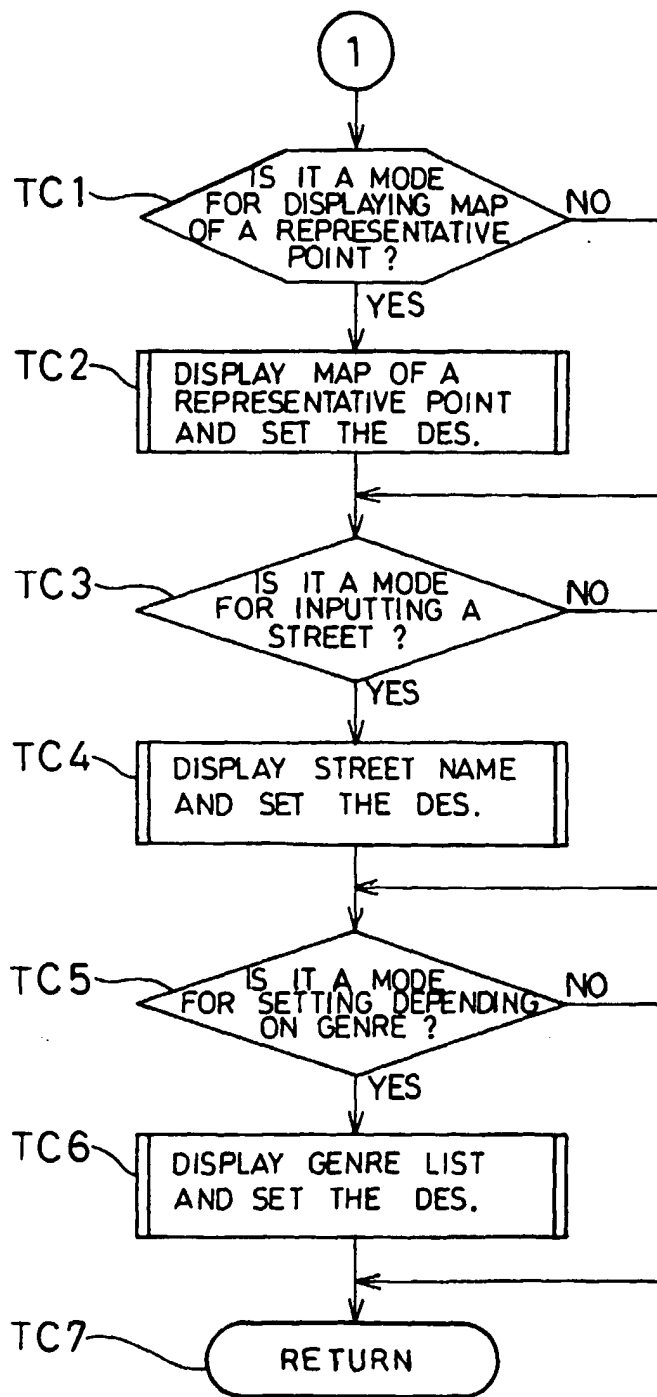 1
TC1
IS IT A MODE
FOR DISPLAYING MAP
OF A REPRESENTATIVE
POINT ?
NO
YES
TC2
DISPLAY MAP OF A
REPRESENTATIVE POINT
AND SET THE DES.
TC3
IS IT A MODE
FOR INPUTTING A
STREET ?
NO
YES
TC4
DISPLAY STREET NAME
AND SET THE DES.
TC5
IS IT A MODE
FOR SETTING DEPENDING
ON GENRE ?
NO
YES
TC6
DISPLAY GENRE LIST
AND SET THE DES.
TC7
RETURN